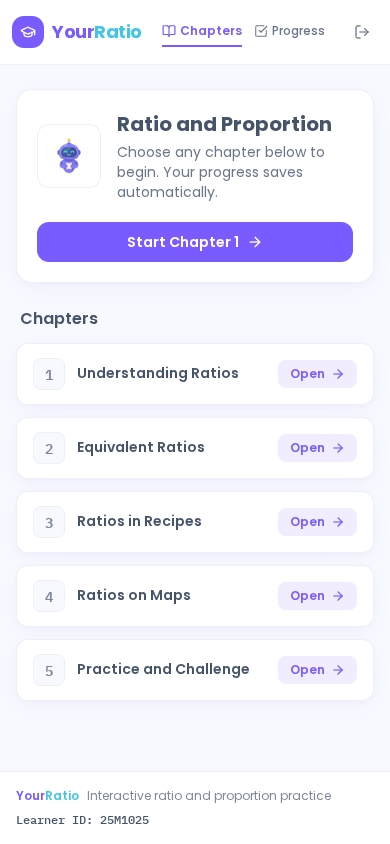 YourRatio
Chapters
Progress
Ratio and Proportion
Choose any chapter below to
begin. Your progress saves
automatically.
Start Chapter 1
Chapters
1 Understanding Ratios Open
2 Equivalent Ratios Open
3 Ratios in Recipes Open
4 Ratios on Maps Open
5 Practice and Challenge Open
YourRatio Interactive ratio and proportion practice
Learner ID: 25M1025